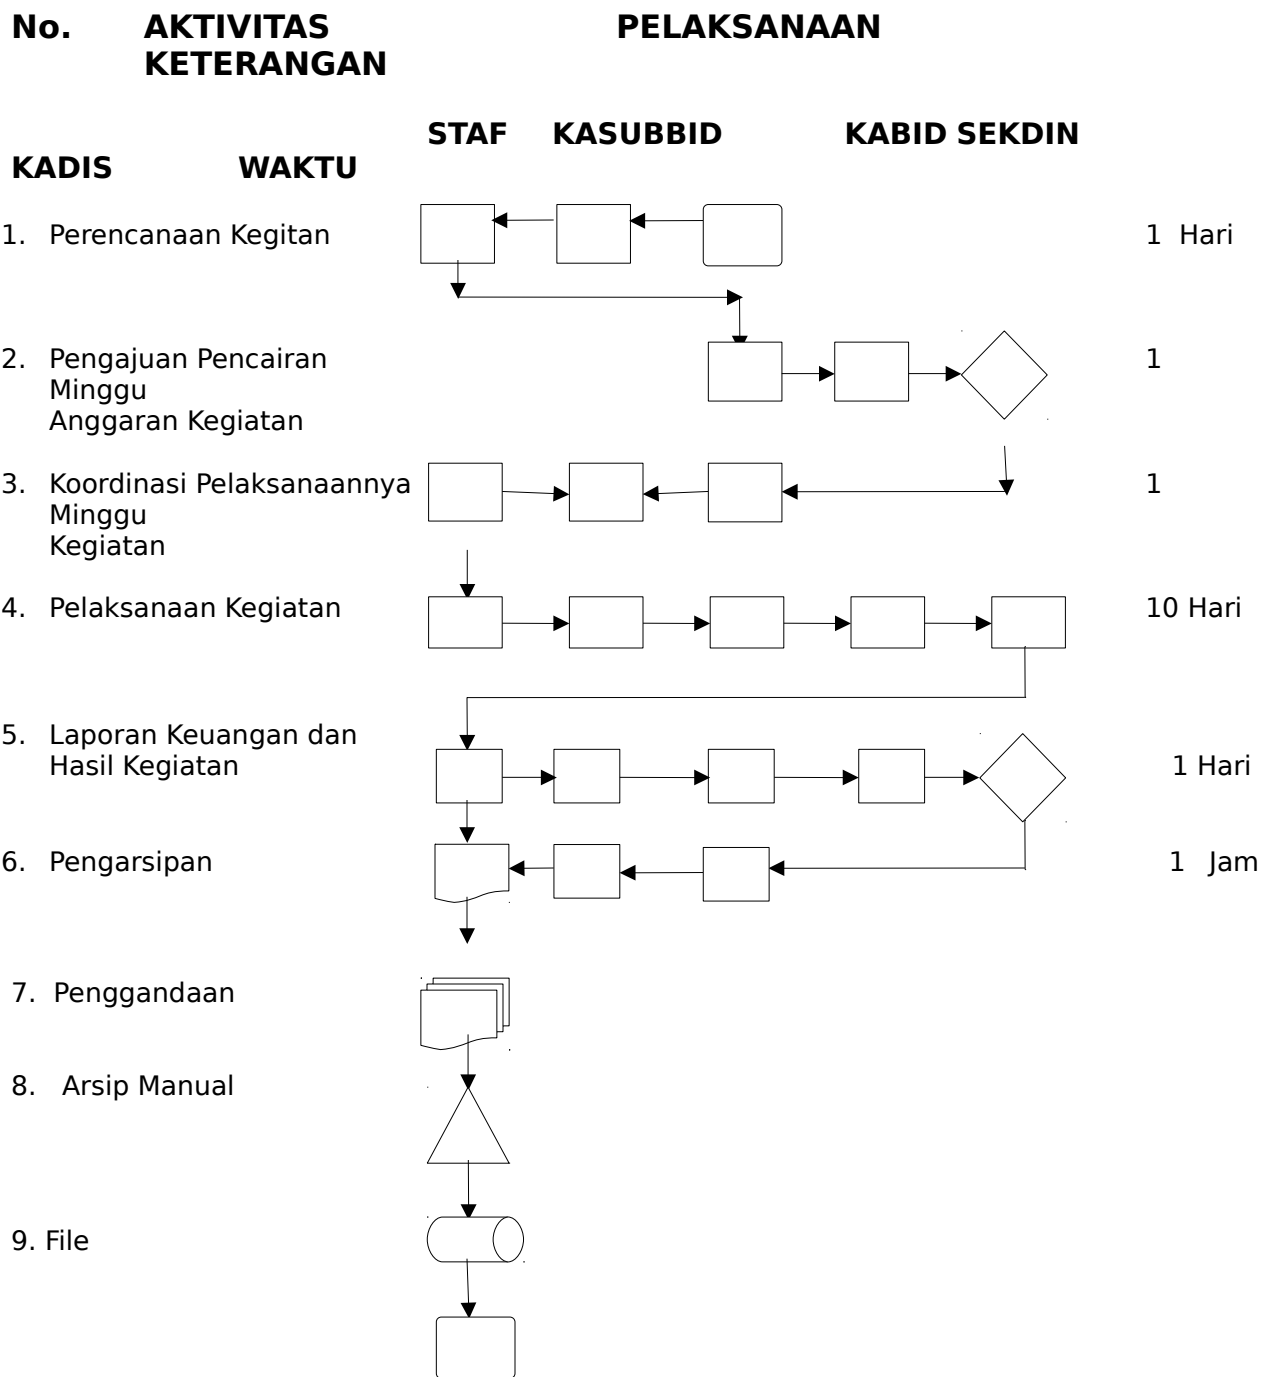 No. AKTIVITAS PELAKSANAAN
KETERANGAN
STAF KASUBBID KABID SEKDIN
KADIS WAKTU
1. Perencanaan Kegitan 1 Hari
2. Pengajuan Pencairan 1
Minggu
Anggaran Kegiatan
3. Koordinasi Pelaksanaannya 1
Minggu
Kegiatan
4. Pelaksanaan Kegiatan 10 Hari
5. Laporan Keuangan dan
Hasil Kegiatan 1 Hari
6. Pengarsipan 1 Jam
7. Penggandaan
8. Arsip Manual
9. File